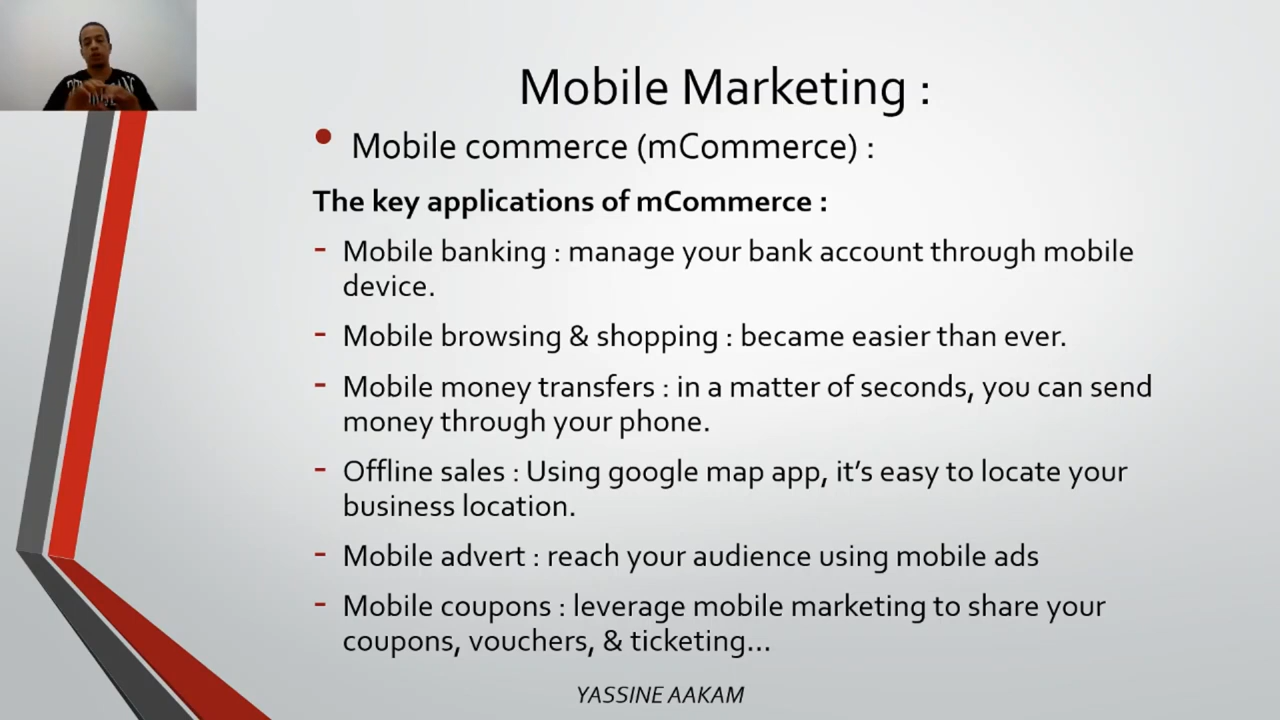 Mobile Marketing :
• Mobile commerce (mCommerce) :
The key applications of mCommerce :
- Mobile banking : manage your bank account through mobile
device.
- Mobile browsing & shopping : became easier than ever.
- Mobile money transfers : in a matter of seconds, you can send
money through your phone.
- Offline sales : Using google map app, it’s easy to locate your
business location.
- Mobile advert : reach your audience using mobile ads
- Mobile coupons : leverage mobile marketing to share your
coupons, vouchers, & ticketing...
YASSINE AAKAM